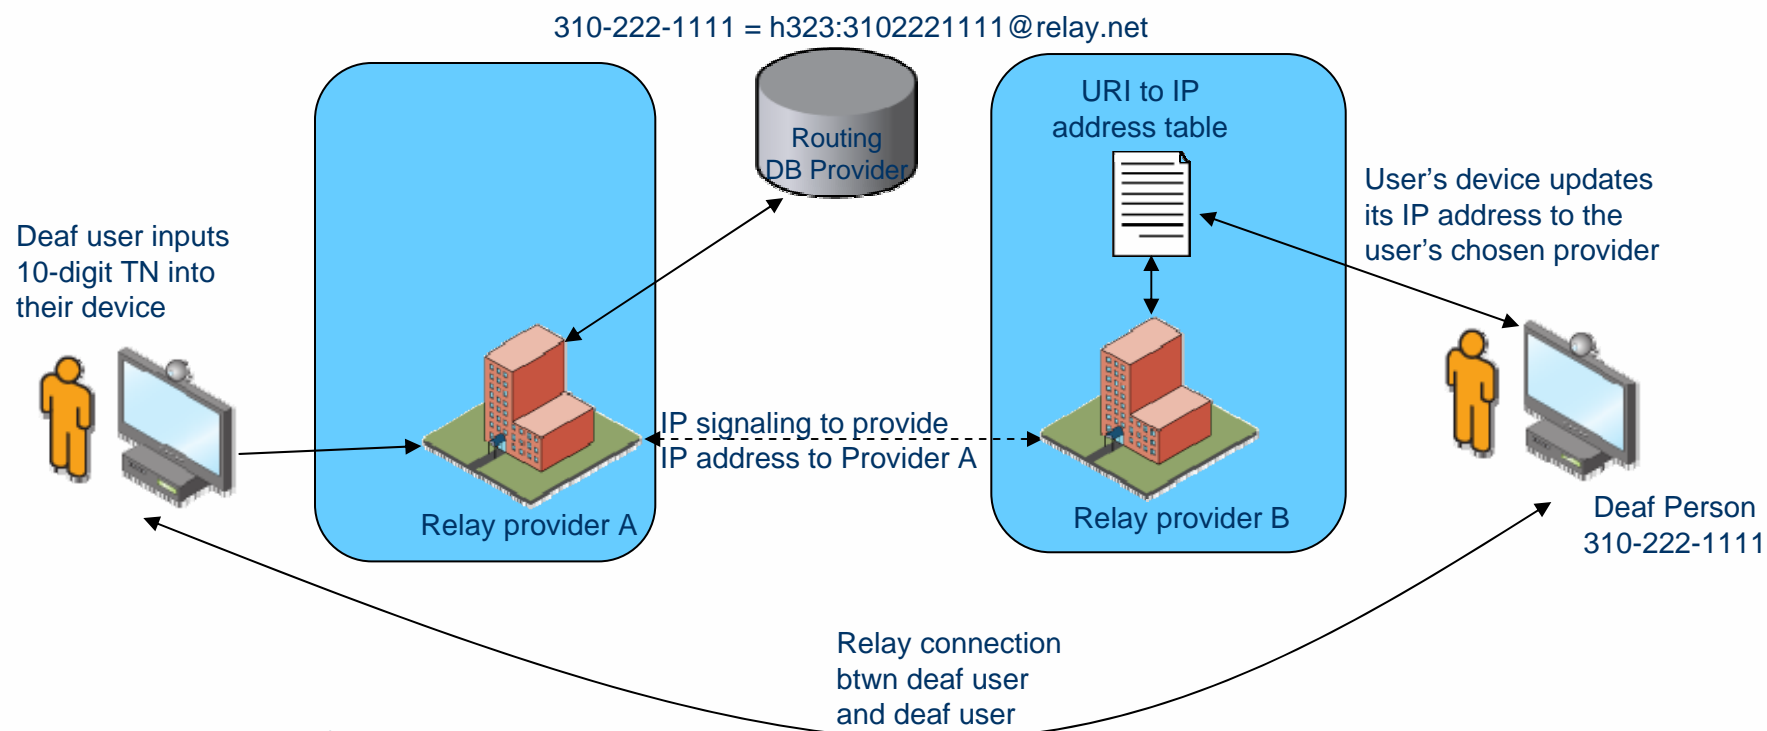 310-222-1111 = h323:3102221111@relay.net
URI to IP
address table
Routing
DB Provider
User's device updates
its IP address to the
user's chosen provider
Deaf user inputs
10-digit TN into
their device
IP signaling to provide
IP address to Provider A
Relay provider A
Relay provider B
Deaf Person
310-222-1111
Relay connection
btwn deaf user
and deaf user